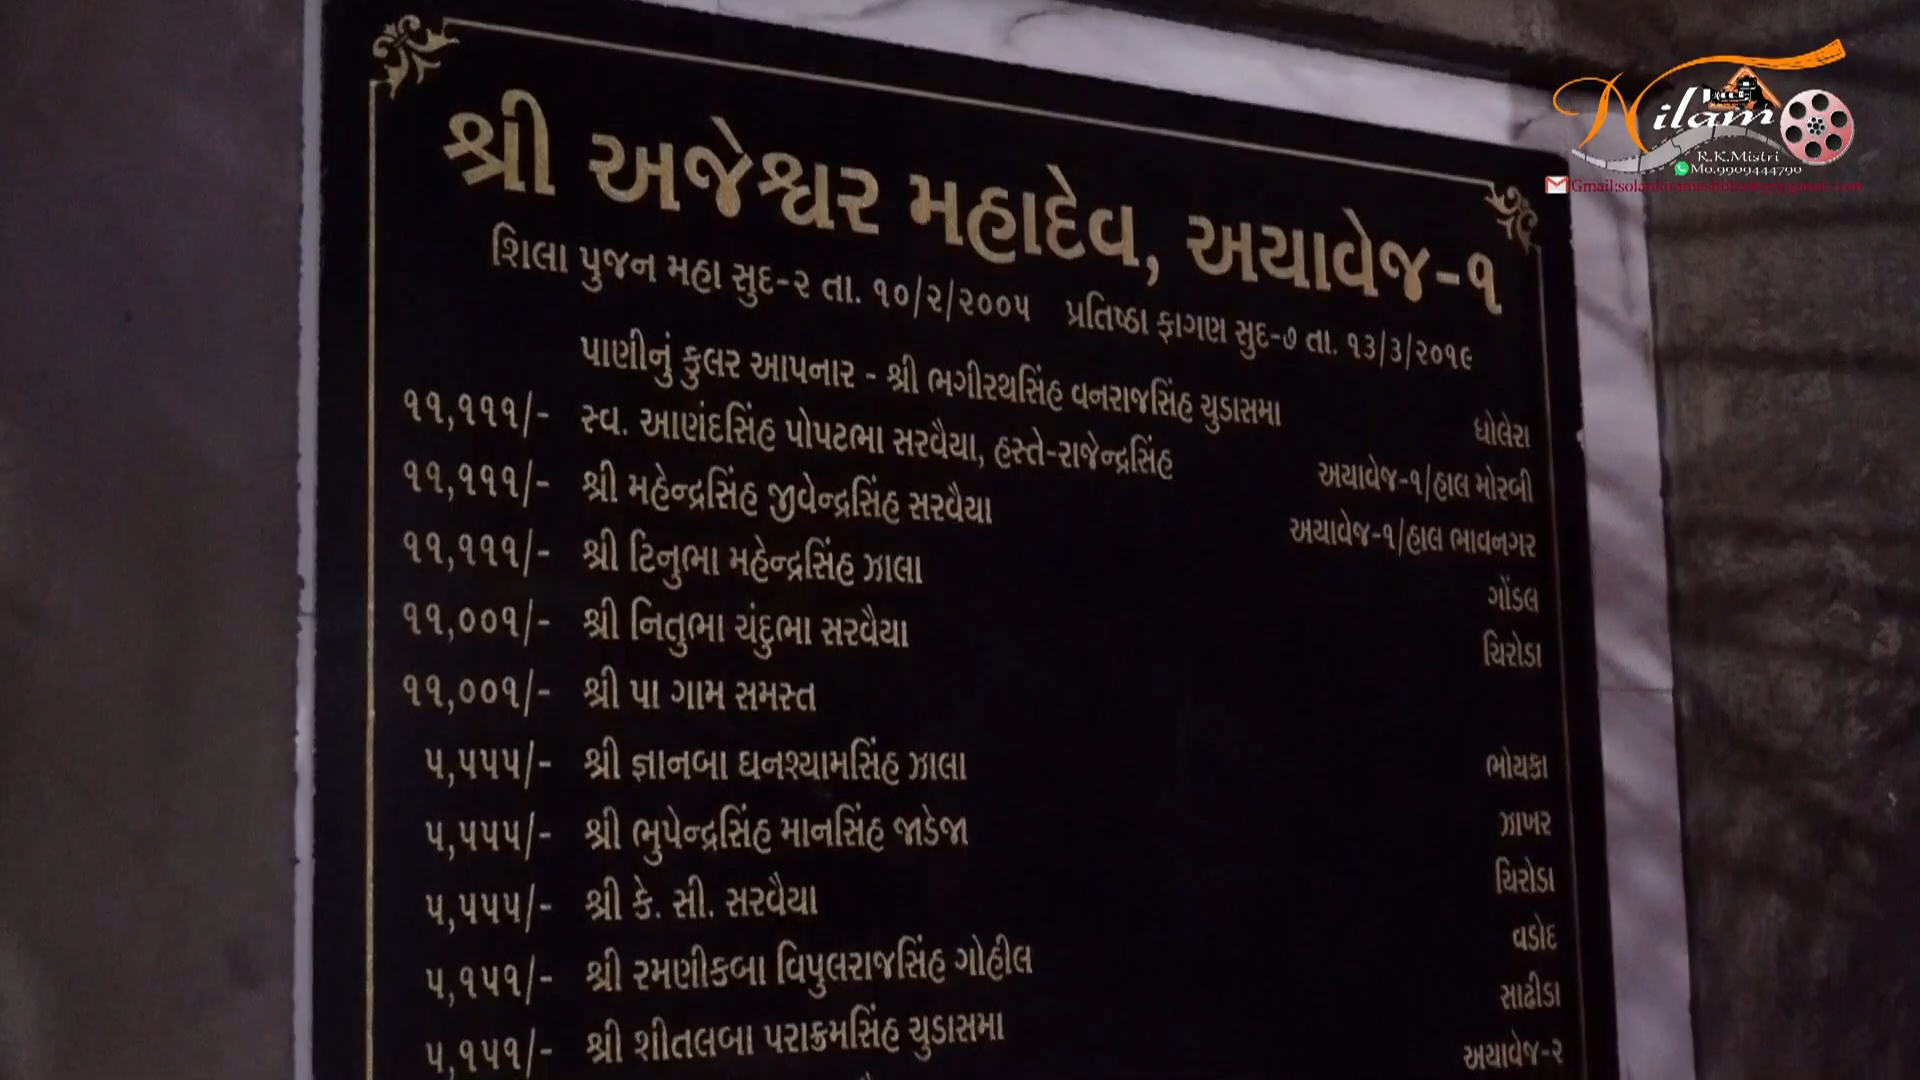 શ્રી અજેશ્વર મહાદેવ, અયાવેજ-૧
શિલા પુજન મહા સુદ-૨ તા. ૧૦/૨/૨૦૦૫ પ્રતિષ્ઠા ફાગણ સુદ-૭ તા. ૧૩/૩/૨૦૧૯
પાણીનું કુલર આપનાર - શ્રી ભગીરથસિંહ વનરાજસિંહ ચુડાસમા ધોલેરા
૧૧,૧૧૧/- સ્વ. આણંદસિંહ પોપટભા સરવૈયા, હસ્તે-રાજેન્દ્રસિંહ અયાવેજ-૧/હાલ મોરબી
૧૧,૧૧૧/- શ્રી મહેન્દ્રસિંહ જીવેન્દ્રસિંહ સરવૈયા અયાવેજ-૧/હાલ ભાવનગર
૧૧,૧૧૧/- શ્રી ટિનુભા મહેન્દ્રસિંહ ઝાલા ગોંડલ
૧૧,૦૦૧/- શ્રી નિતુભા ચંદુભા સરવૈયા ચિરોડા
૧૧,૦૦૧/- શ્રી પા ગામ સમસ્ત
૫,૫૫૫/- શ્રી જ્ઞાનબા ઘનશ્યામસિંહ ઝાલા ભોયકા
૫,૫૫૫/- શ્રી ભુપેન્દ્રસિંહ માનસિંહ જાડેજા ઝાખર
૫,૫૫૫/- શ્રી કે. સી. સરવૈયા ચિરોડા
૫,૧૫૧/- શ્રી રમણીકબા વિપુલરાજસિંહ ગોહીલ વડોદ
૫,૧૫૧/- શ્રી શીતલબા પરાક્રમસિંહ ચુડાસમા સાઢીડા
અયાવેજ-૨
Nilam
R.K.Mistri
Mo.9909444790